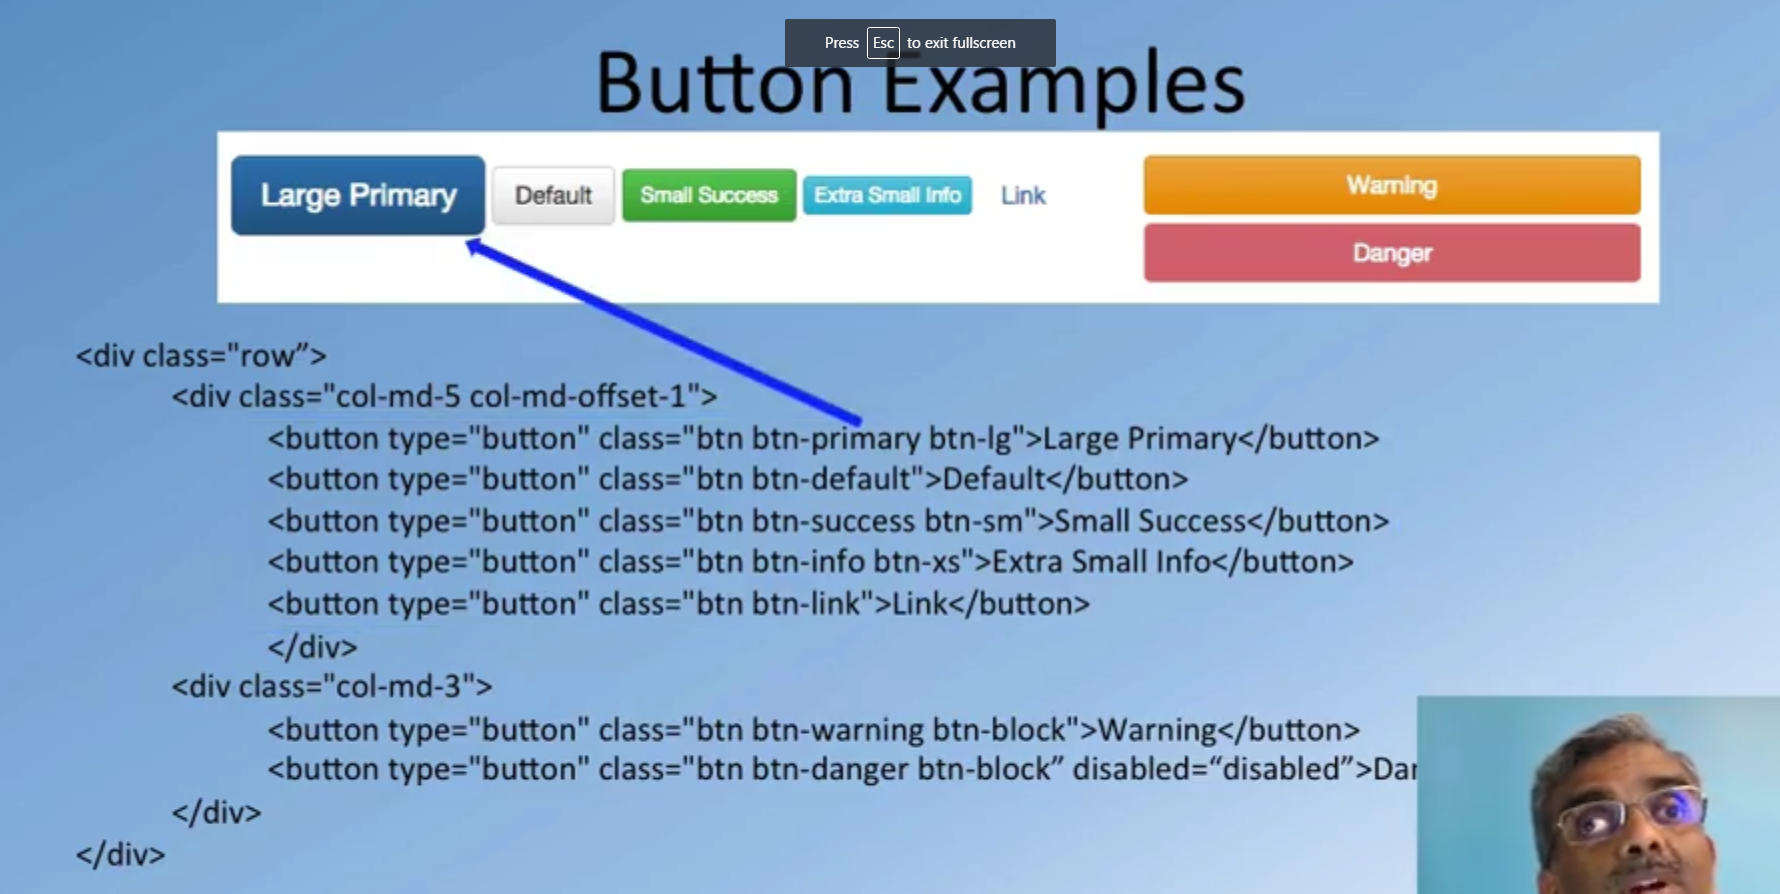 Press Esc to exit fullscreen
Button Examples
Large Primary Default Small Success Extra Small Info Link Warning
Danger
<div class="row”>
<div class="col-md-5 col-md-offset-1">
<button type="button" class="btn btn-primary btn-lg">Large Primary</button>
<button type="button" class="btn btn-default">Default</button>
<button type="button" class="btn btn-success btn-sm">Small Success</button>
<button type="button" class="btn btn-info btn-xs">Extra Small Info</button>
<button type="button" class="btn btn-link">Link</button>
</div>
<div class="col-md-3">
<button type="button" class="btn btn-warning btn-block">Warning</button>
<button type="button" class="btn btn-danger btn-block” disabled=“disabled”>Dan
</div>
</div>